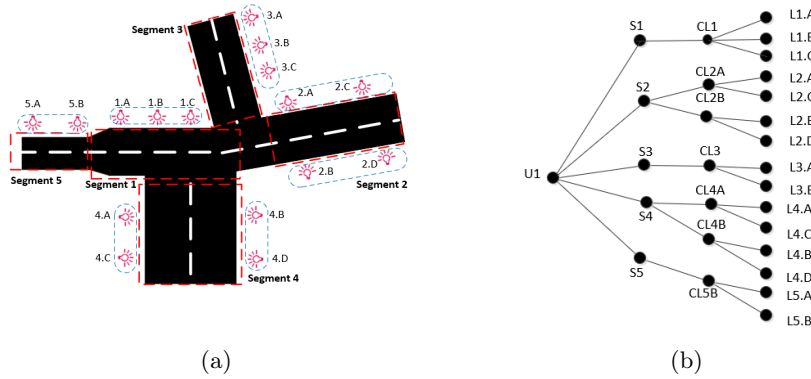 Segment 3
3.A
3.B
3.C
2.A
2.C
5.A
5.B
1.A
1.B
1.C
2.B
2.D
Segment 5
Segment 1
Segment 2
4.A
4.B
4.C
4.D
Segment 4
(a)
U1
S1
S2
S3
S4
S5
CL1
CL2A
CL2B
CL3
CL4A
CL4B
CL5B
L1.A
L1.B
L1.C
L2.A
L2.C
L2.B
L2.D
L3.A
L3.B
L4.A
L4.C
L4.B
L4.D
L5.A
L5.B
(b)